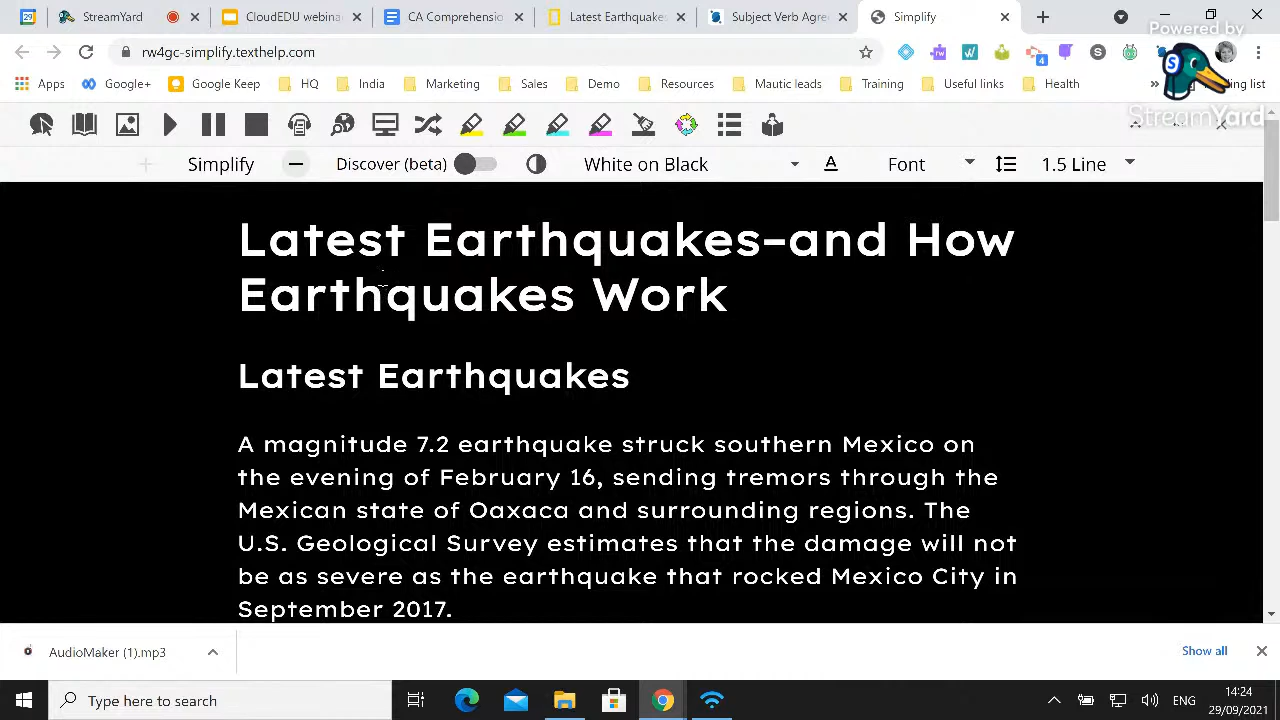 StreamYard
CloudEDU webina
CA Comprehensio
Latest Earthquake
Subject Verb Agre
Simplify
Powered by
StreamYard
rw4gc-simplify.texthelp.com
4
Apps
Google+
Google Keep
HQ
India
Marketing
Sales
Demo
Resources
Mautic leads
Training
Useful links
Health
Simplify
Discover (beta)
White on Black
Font
1.5 Line
Latest Earthquakes–and How
Earthquakes Work
Latest Earthquakes
A magnitude 7.2 earthquake struck southern Mexico on
the evening of February 16, sending tremors through the
Mexican state of Oaxaca and surrounding regions. The
U.S. Geological Survey estimates that the damage will not
be as severe as the earthquake that rocked Mexico City in
September 2017.
AudioMaker (1).mp3
Show all
Type here to search
ENG
14:24
29/09/2021